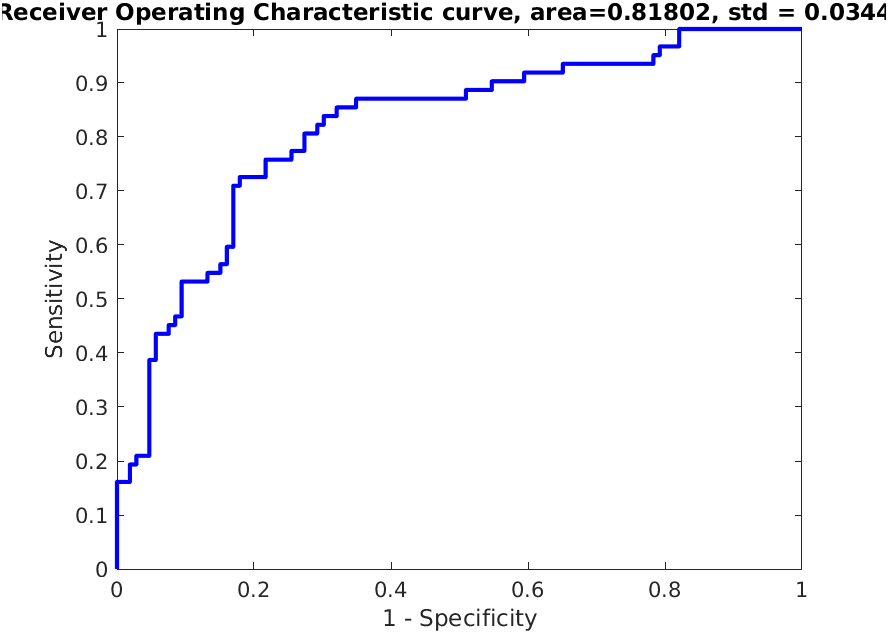 Receiver Operating Characteristic curve, area=0.81802, std = 0.0344
1
0.9
0.8
0.7
0.6
0.5
0.4
0.3
0.2
0.1
0
Sensitivity
0 0.2 0.4 0.6 0.8 1
1 - Specificity